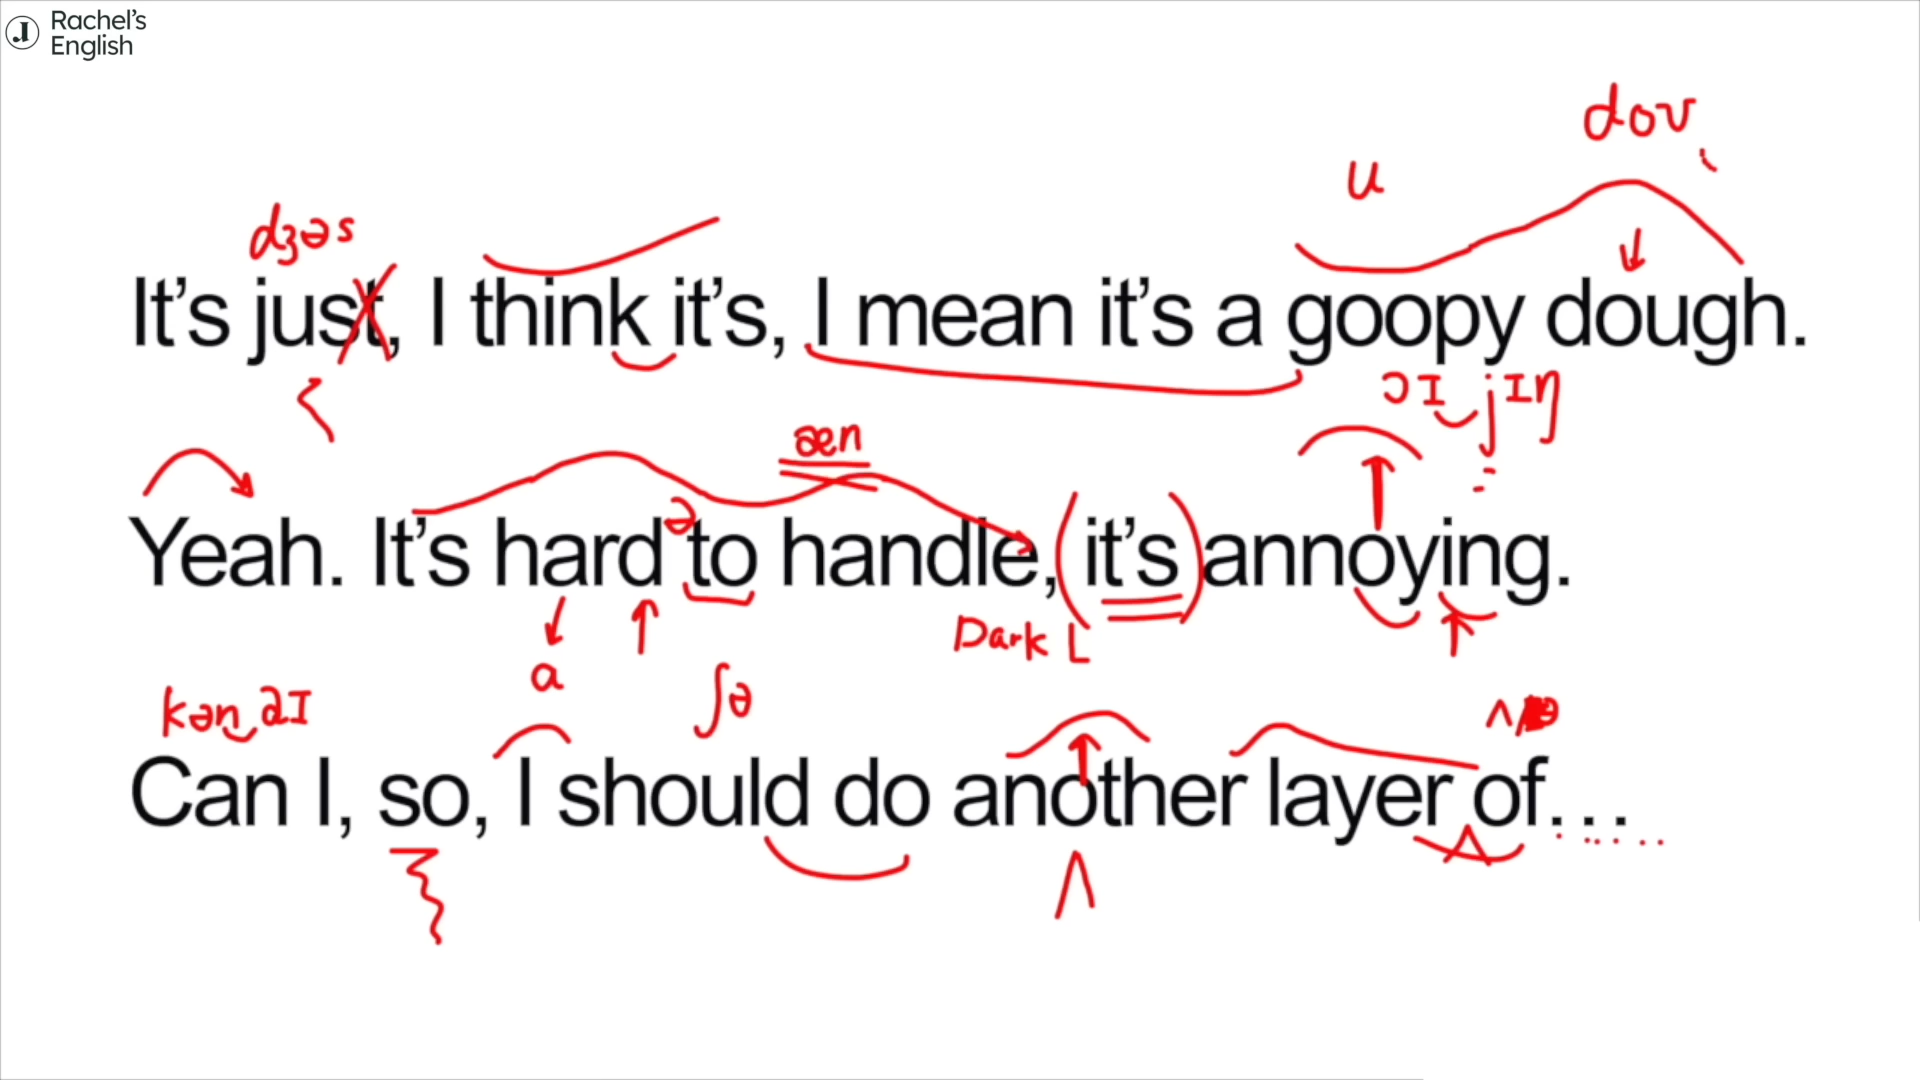 Rachel's
English
doʊ
u
dʒəs
It's just, I think it's, I mean it's a goopy dough.
ɔɪ jɪŋ
æn
ə
Yeah. It's hard to handle, (it's) annoying.
Dark L
a
ʃə
kən aɪ
Can I, so, I should do another layer of...
ʌ